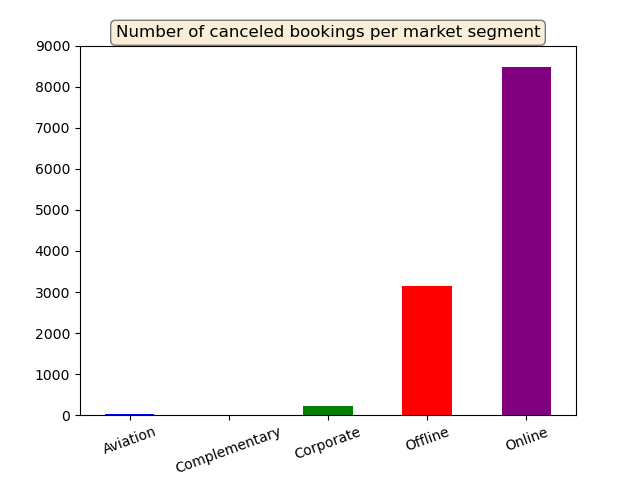 Number of canceled bookings per market segment
9000
8000
7000
6000
5000
4000
3000
2000
1000
0
Aviation
Complementary
Corporate
Offline
Online